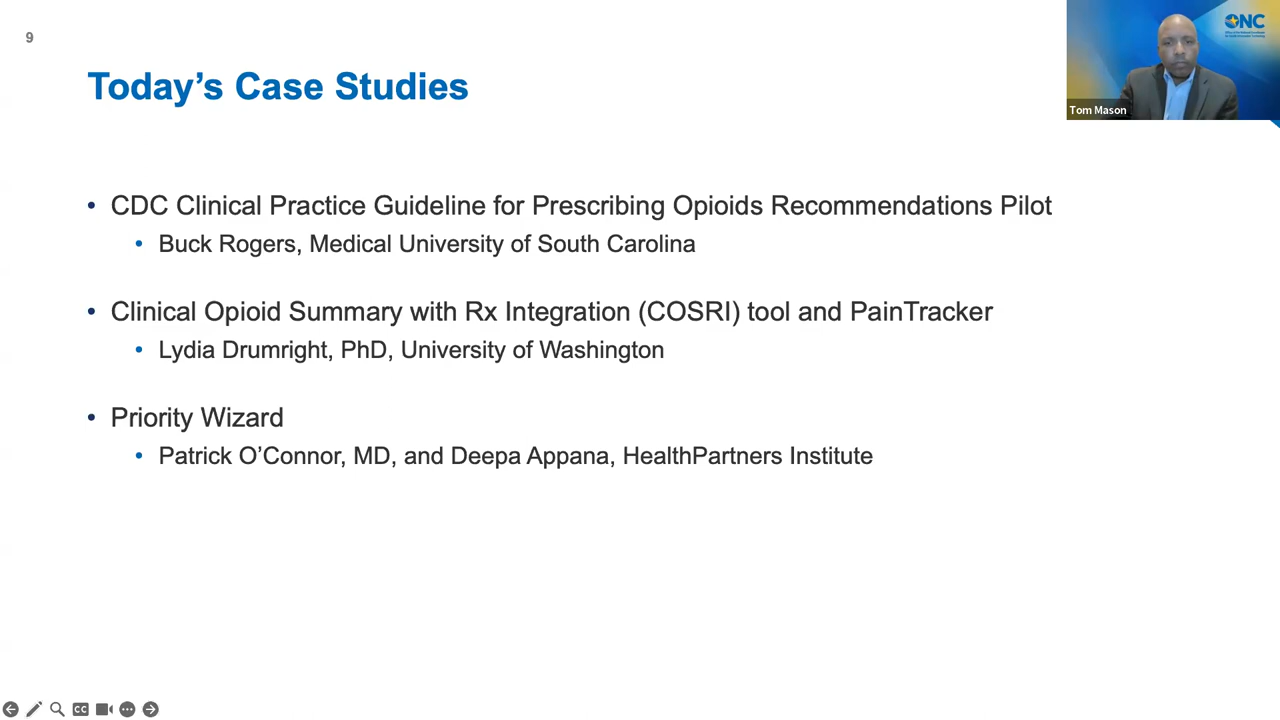 9
ONC
Today's Case Studies
Tom Mason
• CDC Clinical Practice Guideline for Prescribing Opioids Recommendations Pilot
• Buck Rogers, Medical University of South Carolina
• Clinical Opioid Summary with Rx Integration (COSRI) tool and PainTracker
• Lydia Drumright, PhD, University of Washington
• Priority Wizard
• Patrick O’Connor, MD, and Deepa Appana, HealthPartners Institute
CC